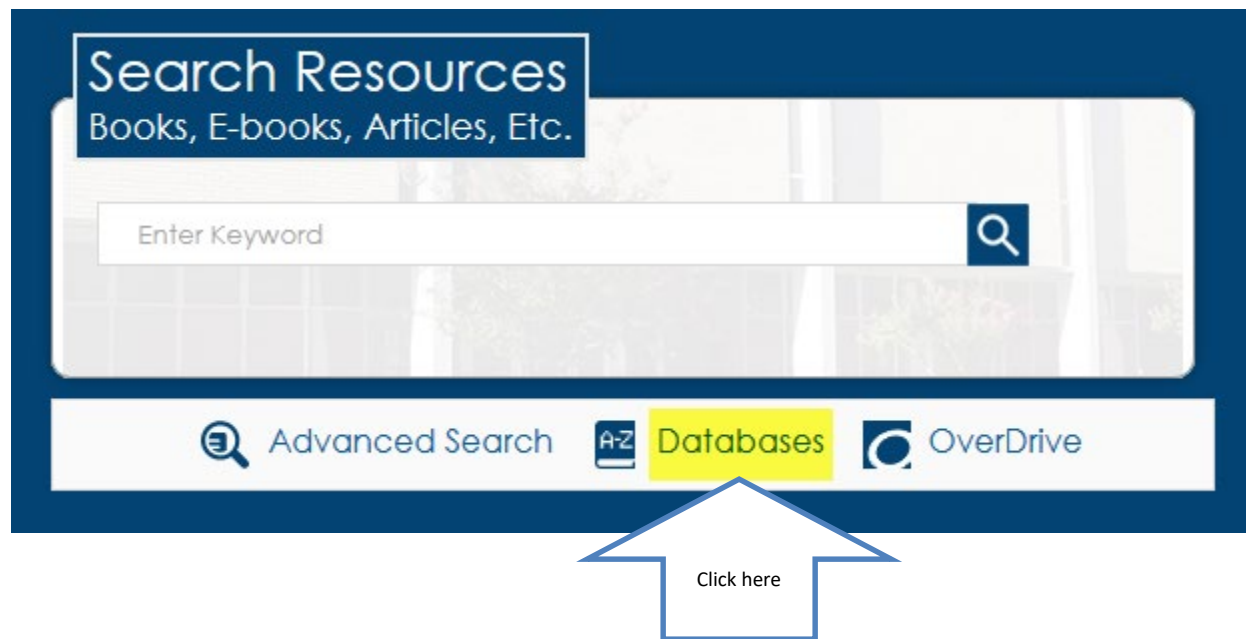 Search Resources
Books, E-books, Articles, Etc.
Enter Keyword
Advanced Search A-Z Databases OverDrive
Click here